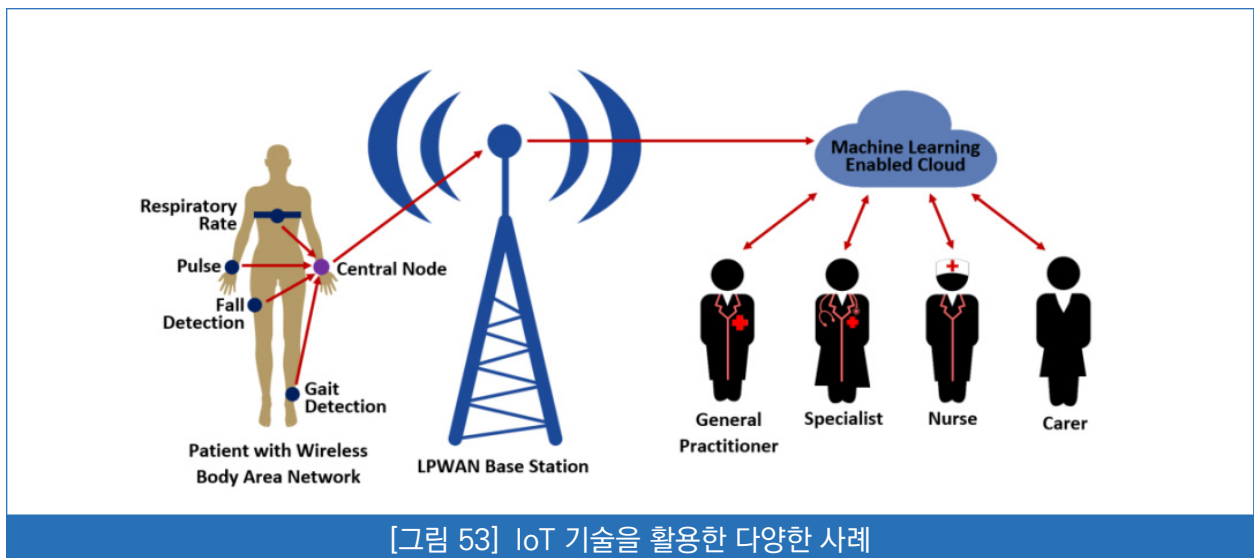 Respiratory
Rate
Pulse
Fall
Detection
Gait
Detection
Central Node
Patient with Wireless
Body Area Network
LPWAN Base Station
Machine Learning
Enabled Cloud
General
Practitioner
Specialist
Nurse
Carer
[그림 53] IoT 기술을 활용한 다양한 사례